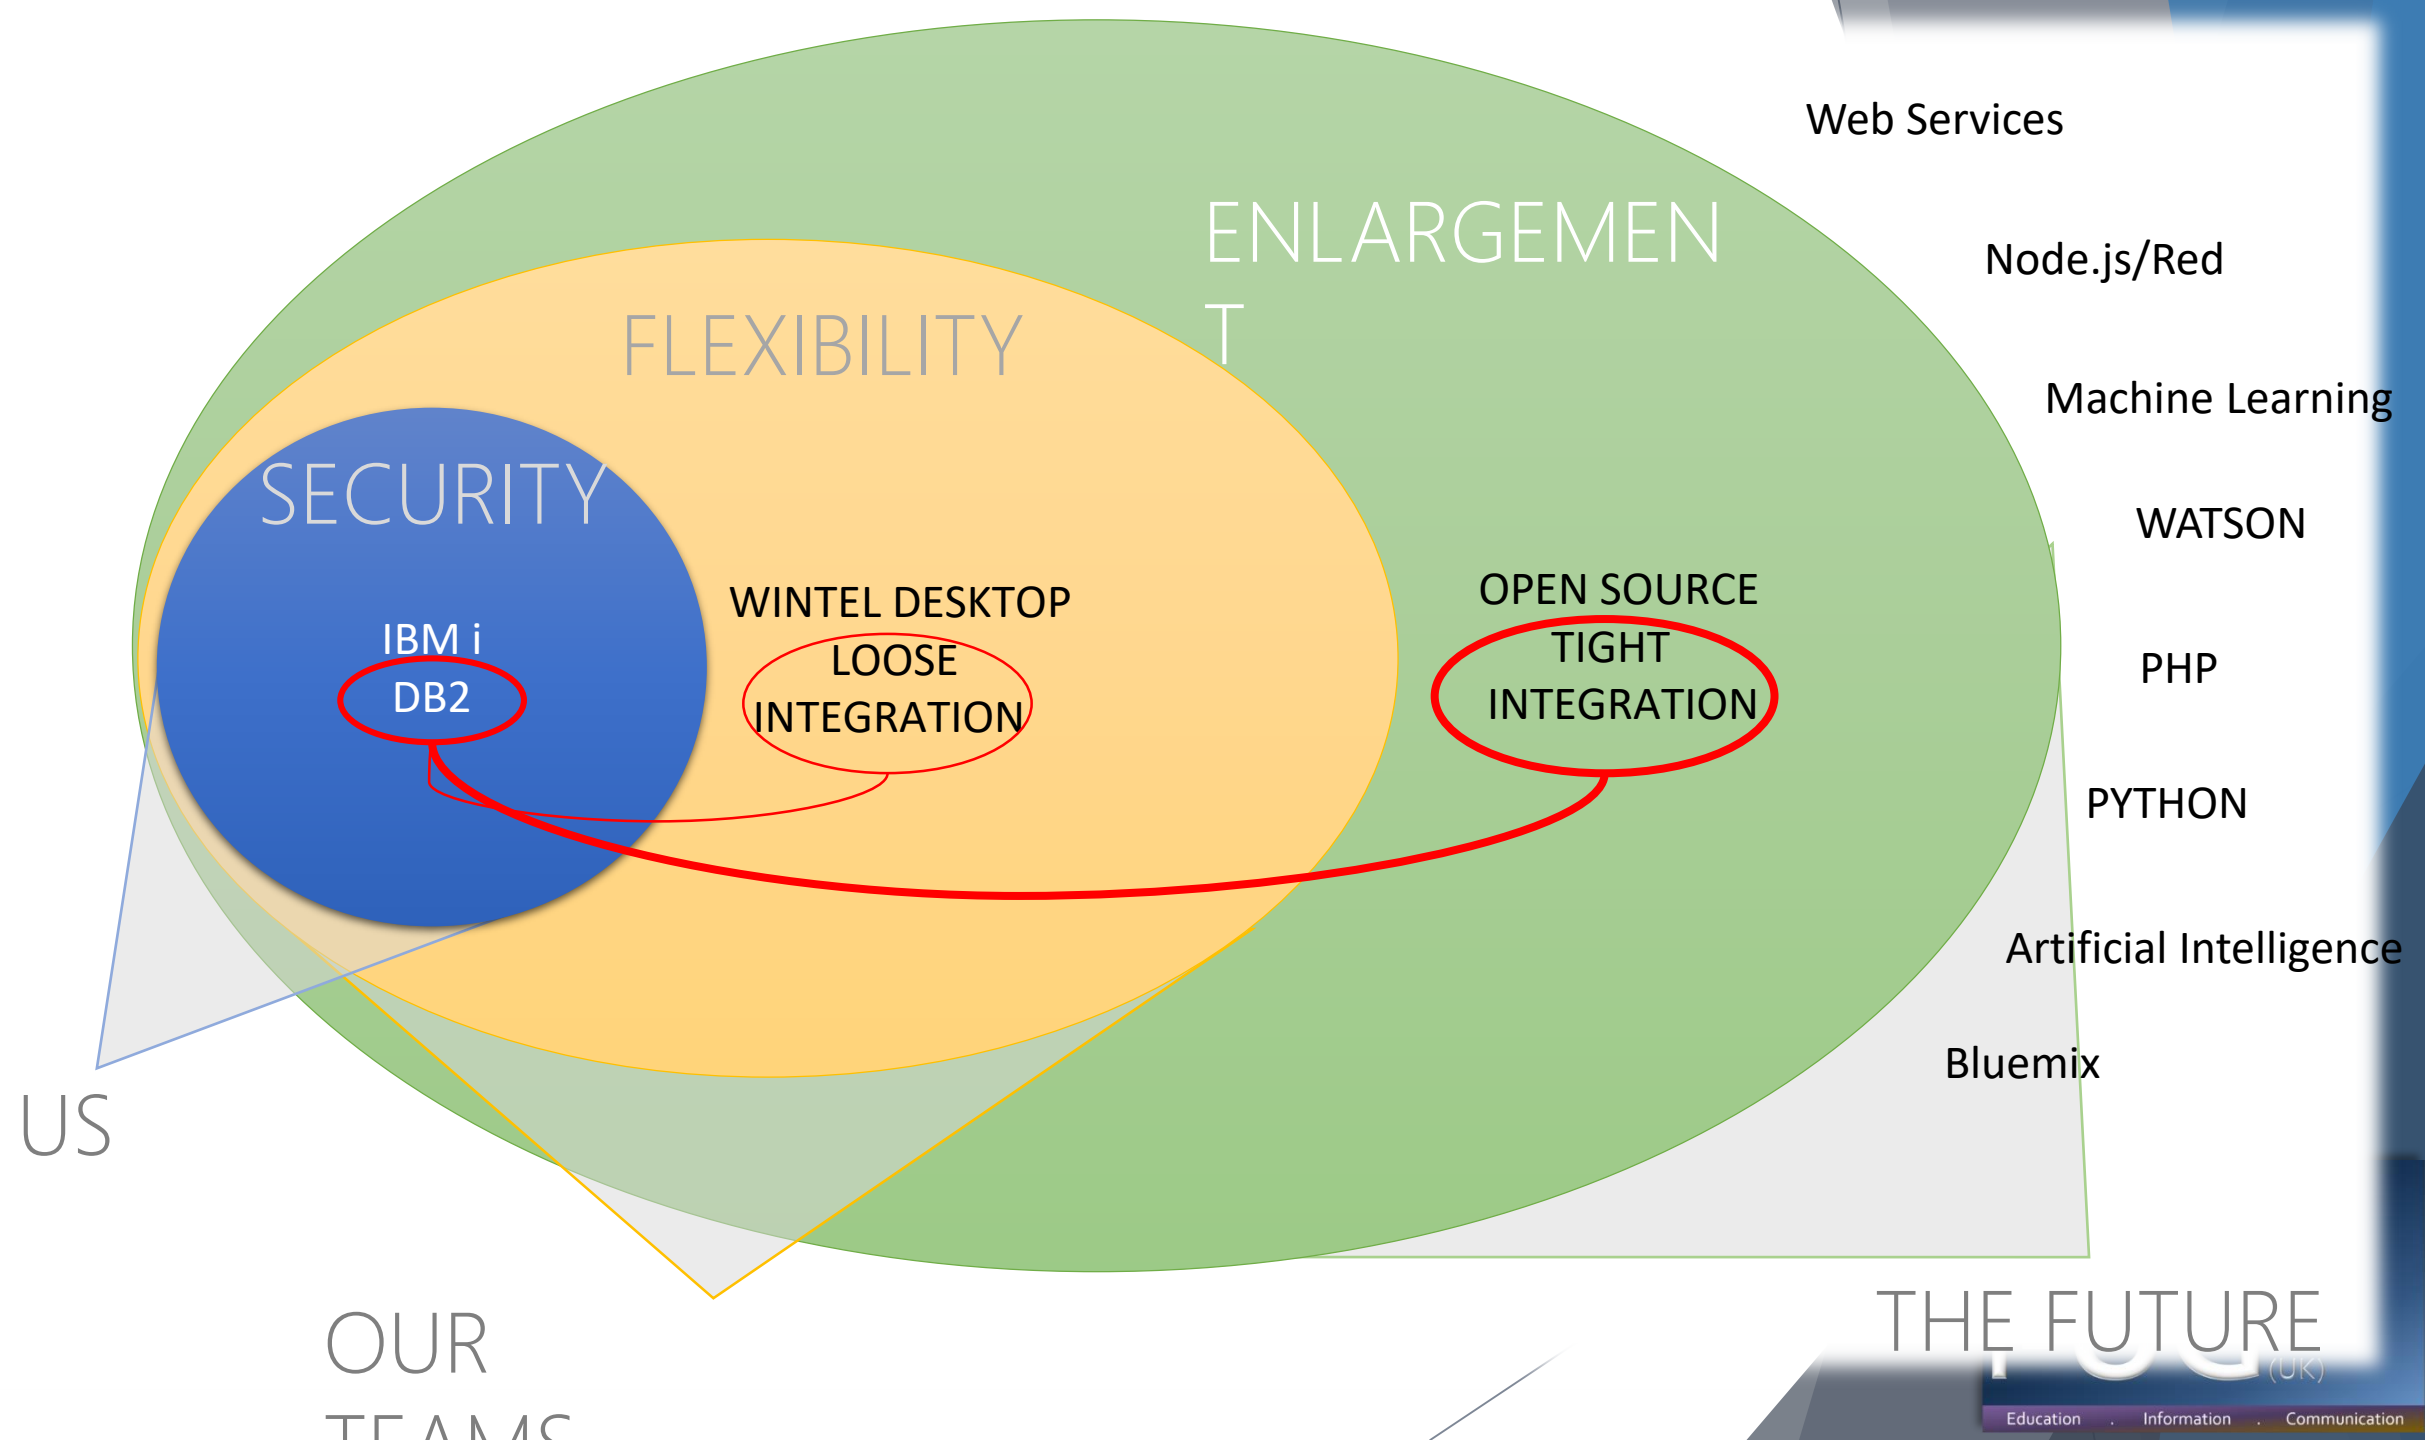 Web Services
ENLARGEMEN
T
Node.js/Red
FLEXIBILITY
Machine Learning
SECURITY
WATSON
WINTEL DESKTOP
LOOSE
INTEGRATION
OPEN SOURCE
TIGHT
INTEGRATION
IBM i
DB2
PHP
PYTHON
Artificial Intelligence
Bluemix
US
OUR
TEAMS
THE FUTURE
(UK)
Education . Information . Communication